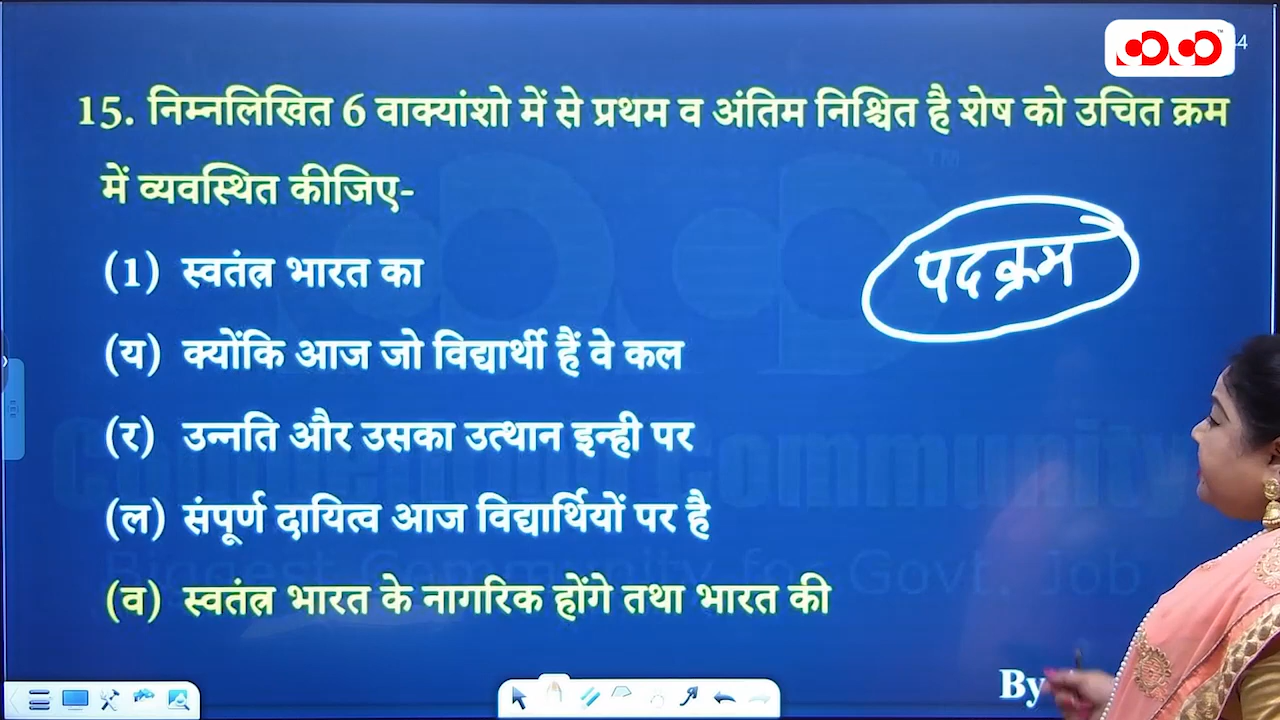 15. निम्नलिखित 6 वाक्यांशो में से प्रथम व अंतिम निश्चित है शेष को उचित क्रम
में व्यवस्थित कीजिए-
(1) स्वतंत्र भारत का
पदक्रम
(य) क्योंकि आज जो विद्यार्थी हैं वे कल
(र) उन्नति और उसका उत्थान इन्ही पर
(ल) संपूर्ण दायित्व आज विद्यार्थियों पर है
(व) स्वतंत्र भारत के नागरिक होंगे तथा भारत की
By